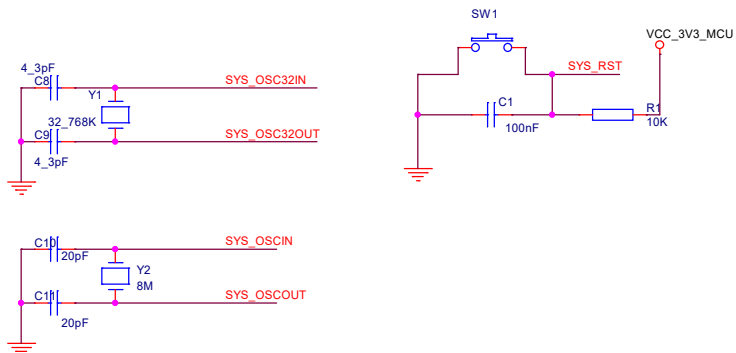 SW1
VCC_3V3_MCU
4_3pF
C8
SYS_OSC32IN
SYS_RST
Y1
32_768K
C1
R1
C9
SYS_OSC32OUT
100nF
10K
4_3pF
C10
SYS_OSCIN
20pF
Y2
8M
C11
SYS_OSCOUT
20pF